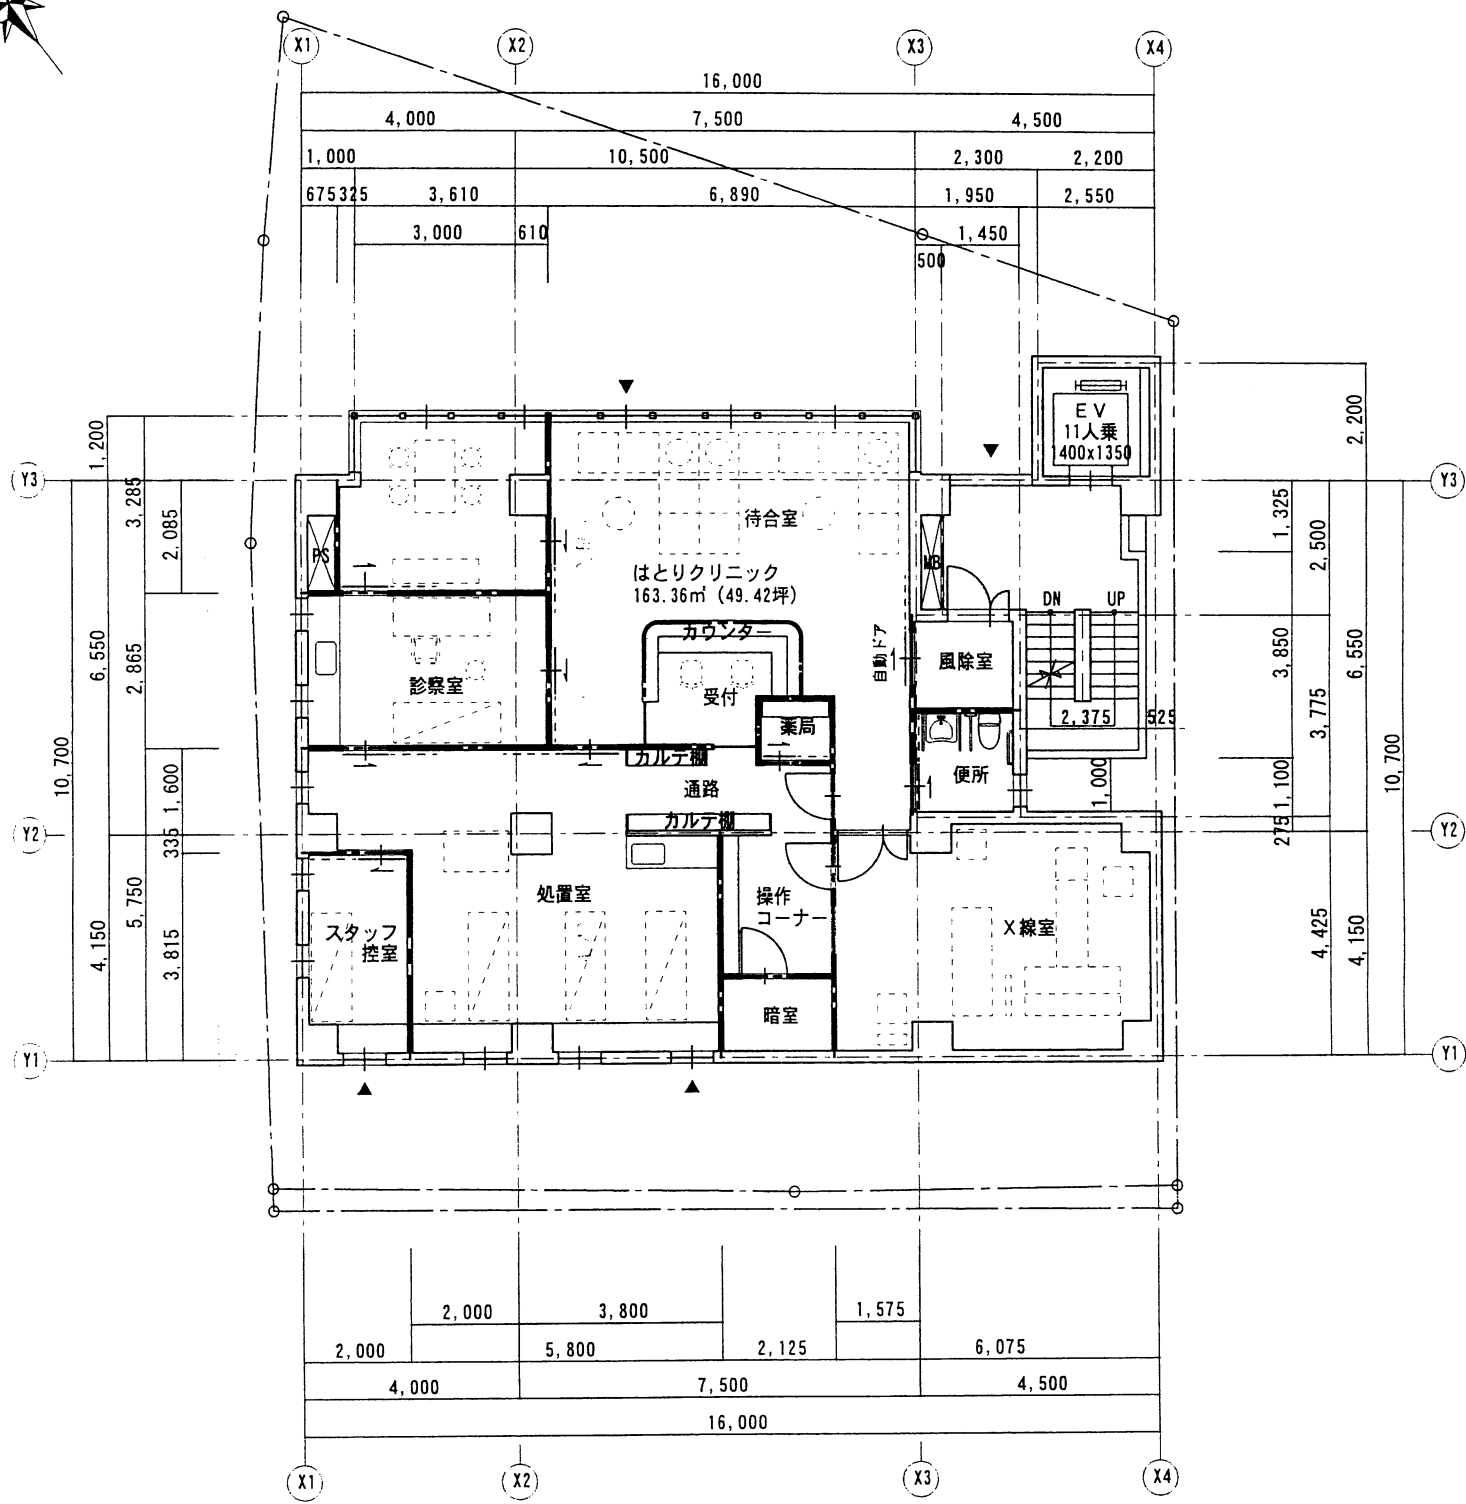 X1 X2 X3 X4
16,000
4,000 7,500 4,500
1,000 10,500 2,300 2,200
675 325 3,610 6,890 1,950 2,550
3,000 610 1,450
500
EV
11人乗
1400x1350
Y3 Y3
1,200
3,285
2,085
6,550
2,865
10,700
1,600
335
5,750
4,150
3,815
2,200
1,325
2,500
3,850
6,550
3,775
10,700
1,100
275
4,425
4,150
PS
待合室
MB
はとりクリニック
163.36㎡ (49.42坪)
DN UP
カウンター
自動ドア
風除室
診察室
受付
2,375 525
薬局
カルテ棚
通路
便所
1,000
カルテ棚
Y2 Y2
処置室
操作
コーナー
X線室
スタッフ
控室
暗室
Y1 Y1
2,000 3,800 1,575
2,000 5,800 2,125 6,075
4,000 7,500 4,500
16,000
X1 X2 X3 X4